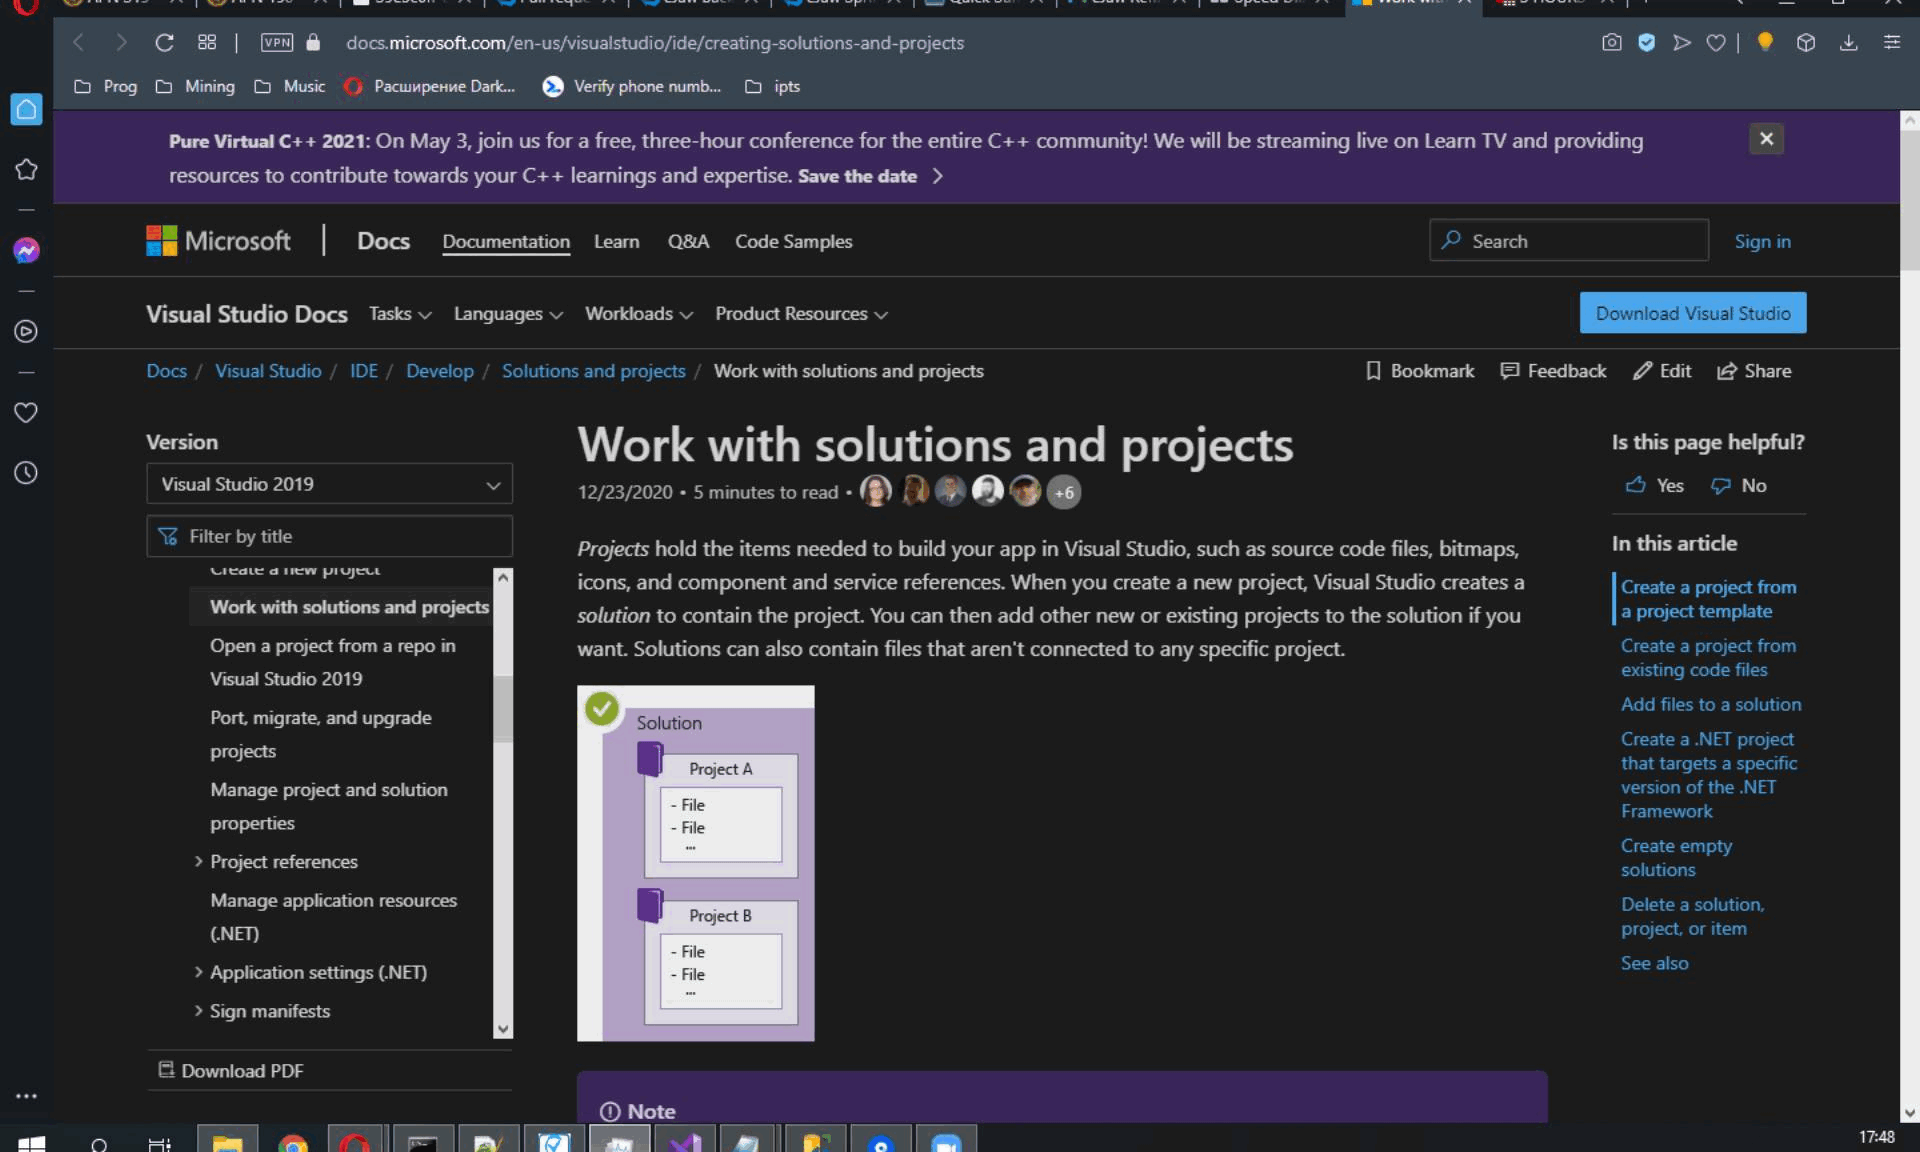 VPN docs.microsoft.com/en-us/visualstudio/ide/creating-solutions-and-projects
Prog Mining Music Расширение Dark... Verify phone numb... ipts
Pure Virtual C++ 2021: On May 3, join us for a free, three-hour conference for the entire C++ community! We will be streaming live on Learn TV and providing
resources to contribute towards your C++ learnings and expertise. Save the date
Microsoft Docs Documentation Learn Q&A Code Samples Search Sign in
Visual Studio Docs Tasks Languages Workloads Product Resources Download Visual Studio
Docs / Visual Studio / IDE / Develop / Solutions and projects / Work with solutions and projects Bookmark Feedback Edit Share
Version
Visual Studio 2019
Filter by title
Create a new project
Work with solutions and projects
Open a project from a repo in
Visual Studio 2019
Port, migrate, and upgrade
projects
Manage project and solution
properties
Project references
Manage application resources
(.NET)
Application settings (.NET)
Sign manifests
Download PDF
Work with solutions and projects
12/23/2020 • 5 minutes to read • +6
Projects hold the items needed to build your app in Visual Studio, such as source code files, bitmaps,
icons, and component and service references. When you create a new project, Visual Studio creates a
solution to contain the project. You can then add other new or existing projects to the solution if you
want. Solutions can also contain files that aren't connected to any specific project.
Solution
Project A
- File
- File
...
Project B
- File
- File
...
Note
Is this page helpful?
Yes No
In this article
Create a project from
a project template
Create a project from
existing code files
Add files to a solution
Create a .NET project
that targets a specific
version of the .NET
Framework
Create empty
solutions
Delete a solution,
project, or item
See also
17:48